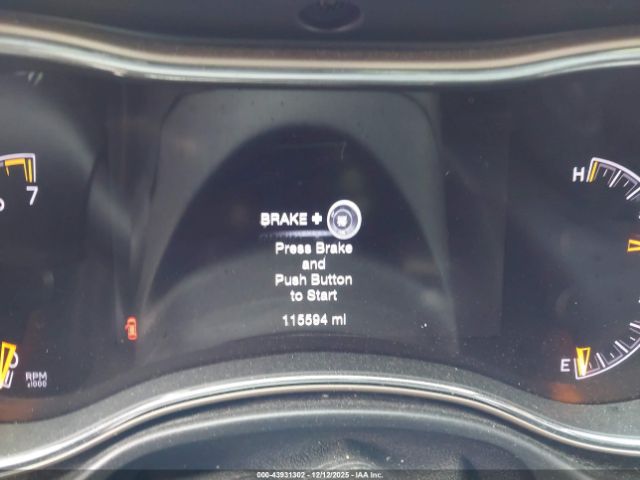 7
H
BRAKE +
Press Brake
and
Push Button
to Start
115594 mi
0
RPM
x1000
E
000-43931302 • 12/12/2025 • IAA Inc.